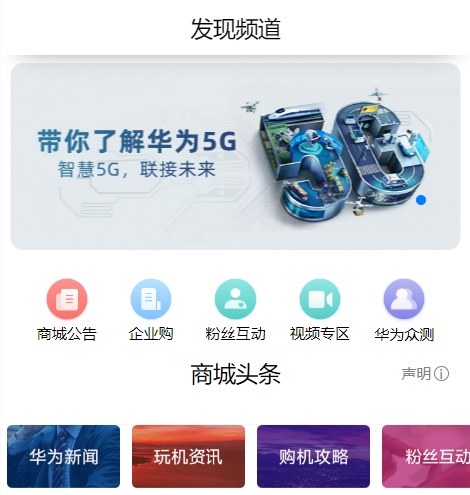 发现频道
带你了解华为5G
智慧5G，联接未来
商城公告 企业购 粉丝互动 视频专区 华为众测
商城头条 声明
华为新闻 玩机资讯 购机攻略 粉丝互动